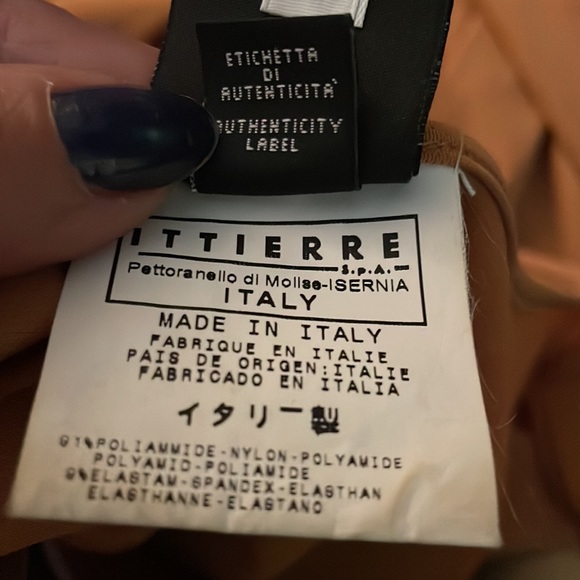 ETICHETTA
DI
AUTENTICITA'
AUTHENTICITY
LABEL
ITTIERRE
S.p.A.
Pettoranello di Molise-ISERNIA
ITALY
MADE IN ITALY
FABRIQUE EN ITALIE
PAIS DE ORIGEN:ITALIE
FABRICADO EN ITALIA
イタリー製
91%POLIAMMIDE-NYLON-POLYAMIDE
POLYAMID-POLIAMIDE
9%ELASTAM-SPANDEX-ELASTHAN
ELASTHANNE-ELASTANO